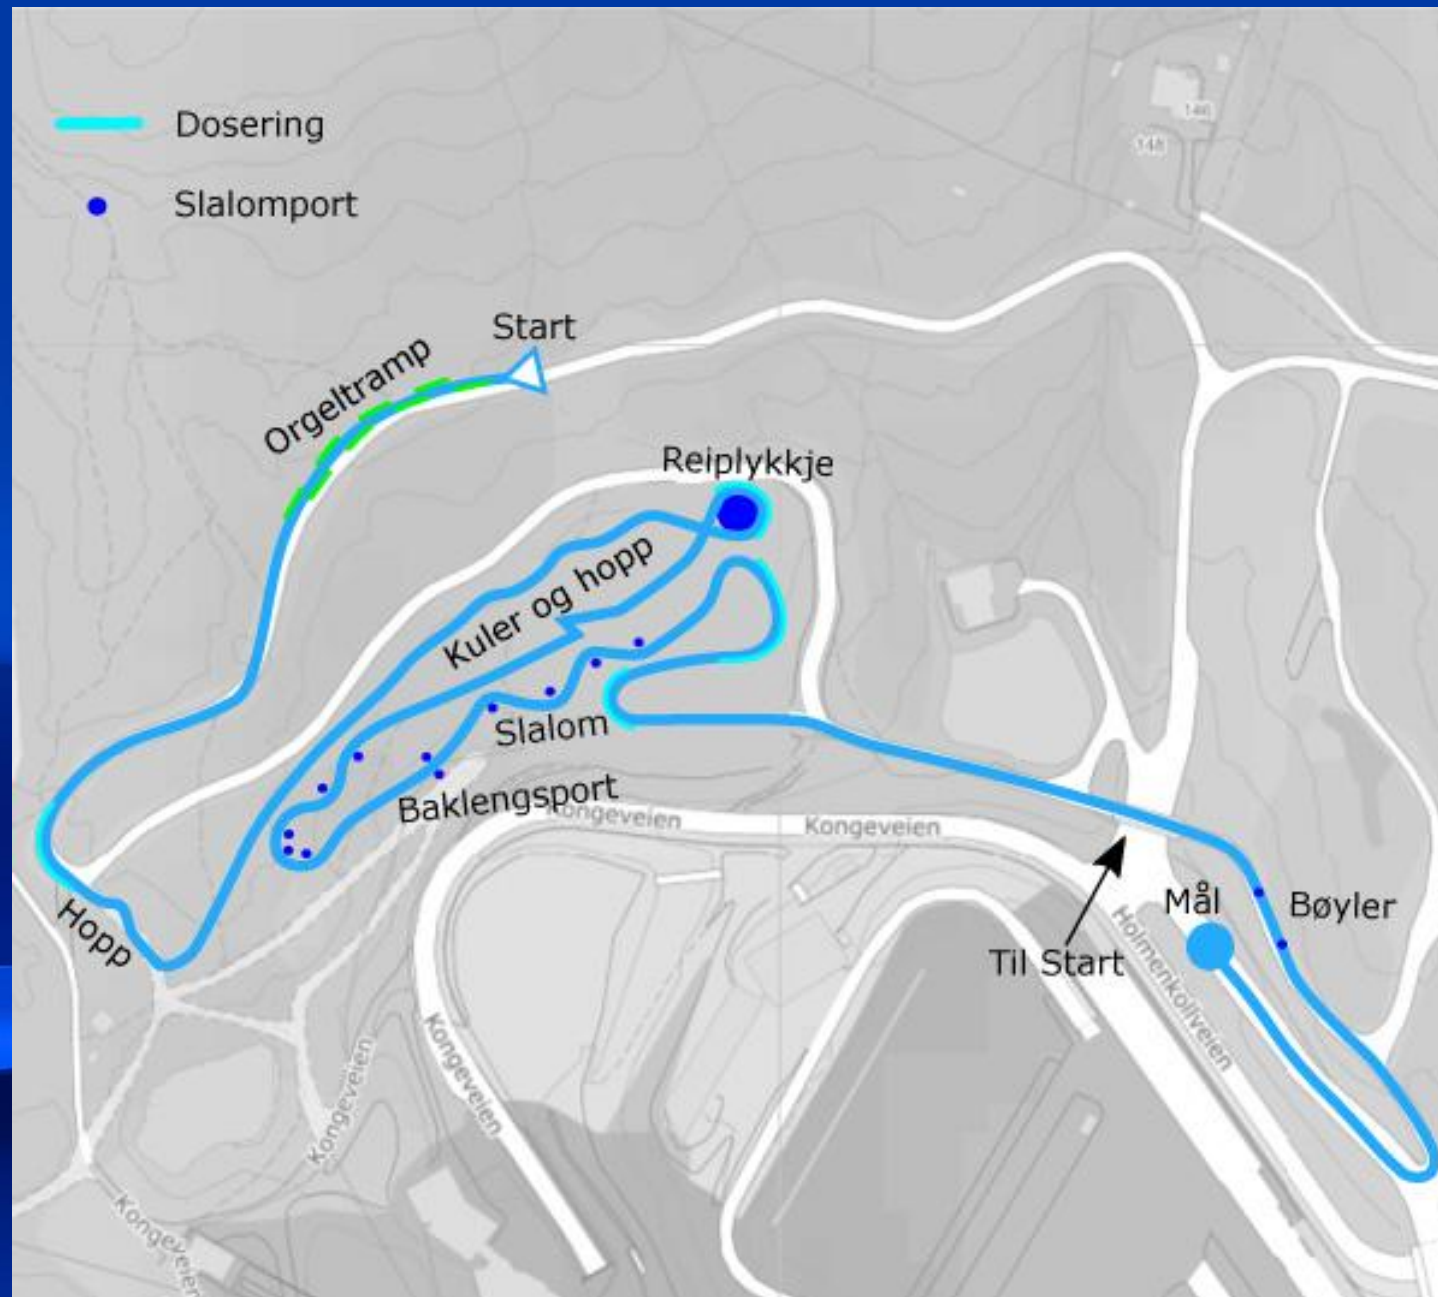 Dosering
Slalomport
146
148
Start
Orgeltramp
Reiplykkje
Kuler og hopp
Slalom
Baklengsport
Kongeveien
Kongeveien
Hopp
Mål
Bøyler
Til Start
Holmenkollveien
Kongeveien
Kongeveien
Kongeveien